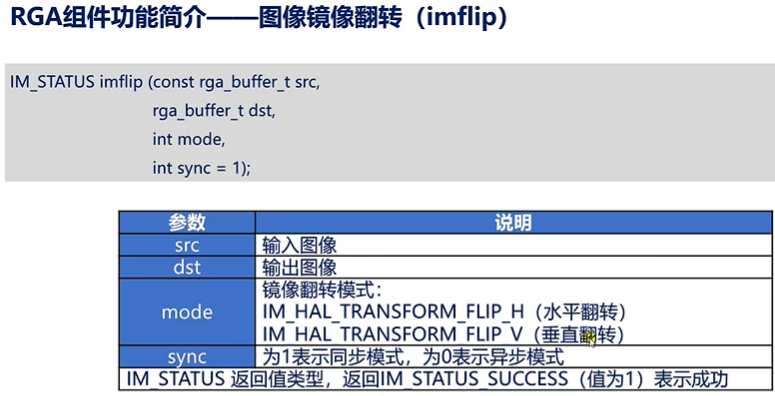 RGA组件功能简介——图像镜像翻转（imflip）
IM_STATUS imflip (const rga_buffer_t src,
rga_buffer_t dst,
int mode,
int sync = 1);
参数 说明
src 输入图像
dst 输出图像
mode 镜像翻转模式：
IM_HAL_TRANSFORM_FLIP_H（水平翻转）
IM_HAL_TRANSFORM_FLIP_V（垂直翻转）
sync 为1表示同步模式，为0表示异步模式
IM_STATUS 返回值类型，返回IM_STATUS_SUCCESS（值为1）表示成功